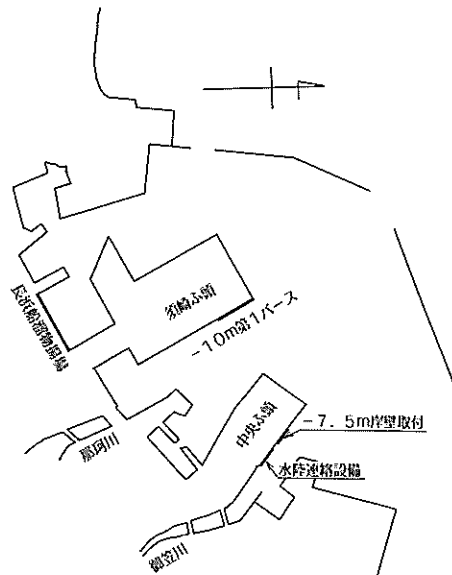 長浜船溜物揚場
須崎ふ頭
-10m第1バース
那珂川
中央ふ頭
-7.5m岸壁取付
水陸連絡設備
御笠川